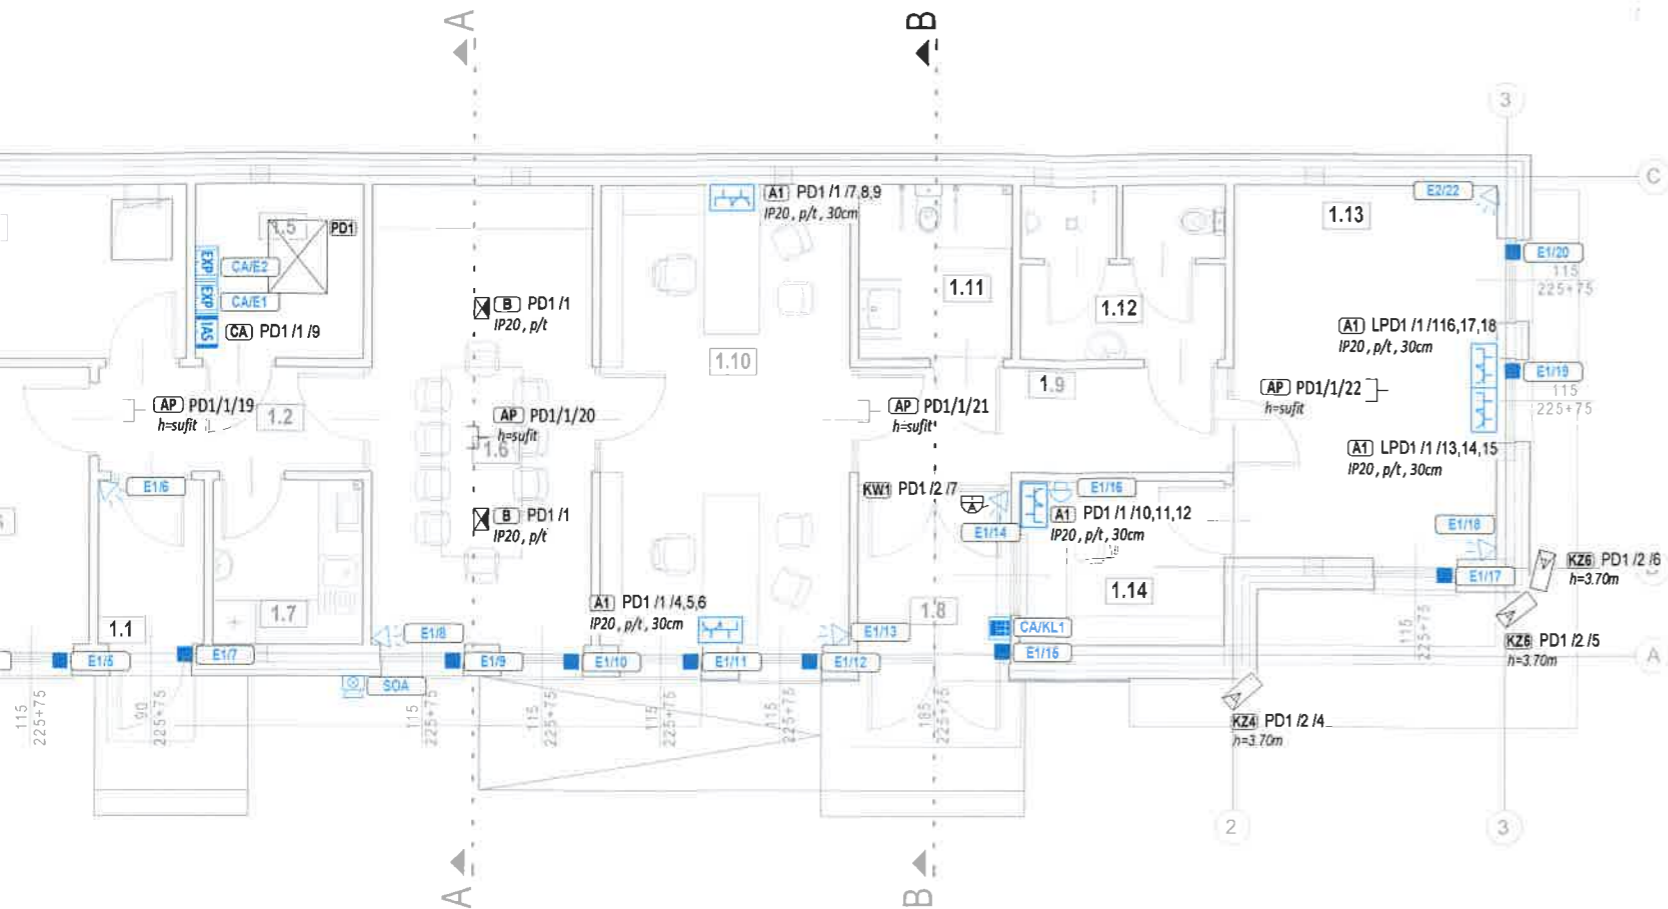 A
B
3
C
A1 PD1 /1 /7,8,9
IP20 , p/t , 30cm
E2/22
1.13
1.5
PD1
EXP
CA/E2
EXP
CA/E1
IAS
CA PD1 /1 /9
B PD1 /1
IP20 , p/t
1.11
1.12
E1/20
115
225+75
A1 LPD1 /1 /116,17,18
IP20 , p/t , 30cm
1.10
1.9
E1/19
115
225+75
AP PD1/1/19
h=sufit
1.2
AP PD1/1/20
h=sufit
1.6
AP PD1/1/21
h=sufit
AP PD1/1/22
h=sufit
A1 LPD1 /1 /13,14,15
IP20 , p/t , 30cm
E1/6
KW1 PD1 /2 /7
A
E1/16
B PD1 /1
IP20 , p/t
E1/14
A1 PD1 /1 /10,11,12
IP20 , p/t , 30cm
E1/18
KZ6 PD1 /2 /6
h=3.70m
E1/17
1.14
A1 PD1 /1 /4,5,6
IP20 , p/t , 30cm
1.7
1.8
1.1
E1/8
E1/13
CA/KL1
KZ6 PD1 /2 /5
h=3.70m
115
225+75
A
E1/5
E1/7
E1/9
E1/10
E1/11
E1/12
E1/15
SOA
115
225+75
90
225+75
115
225+75
115
225+75
115
225+75
115
225+75
185
225+75
KZ4 PD1 /2 /4
h=3.70m
2
3
A
B